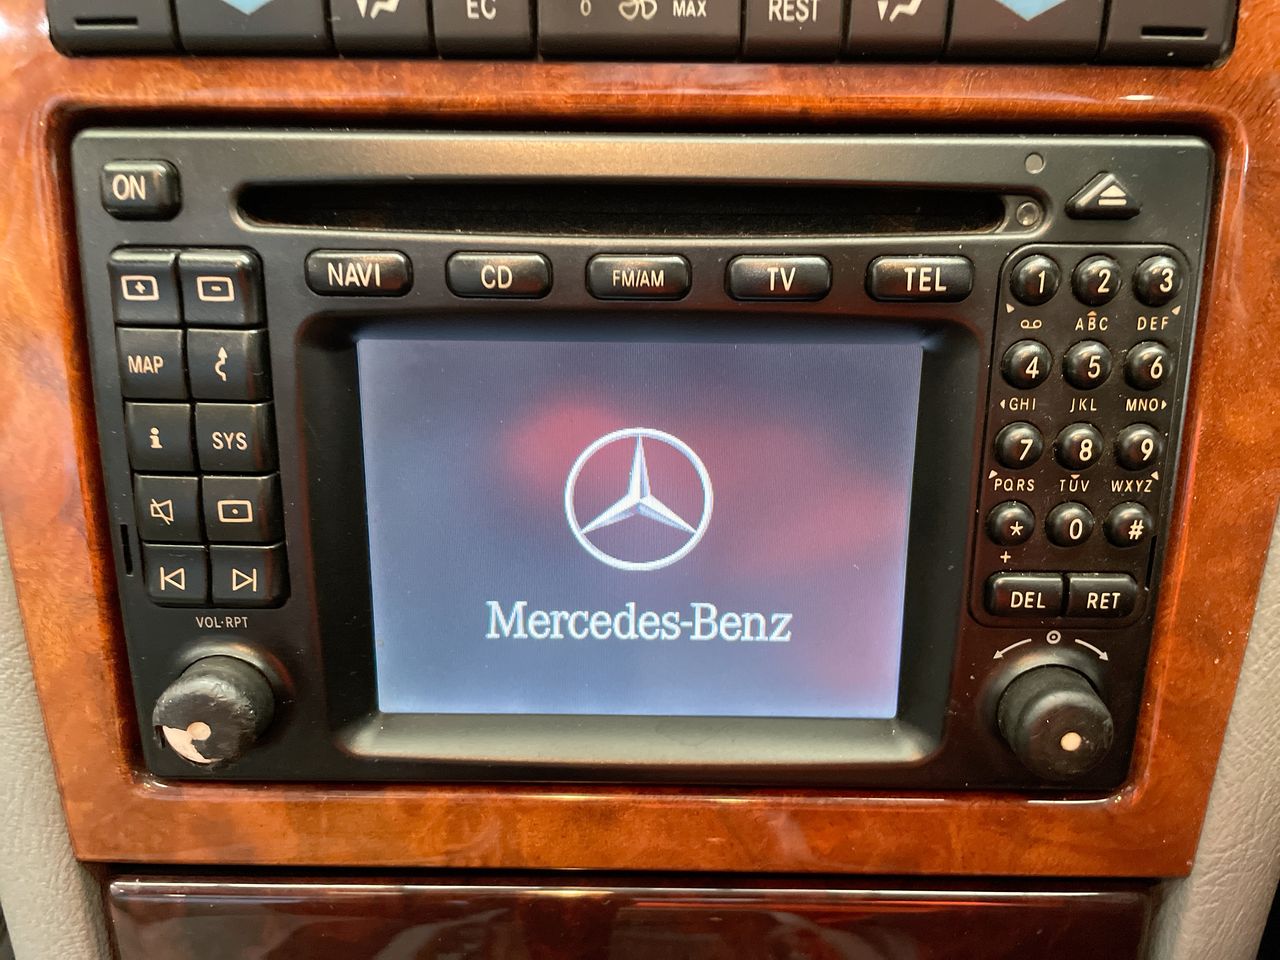 EC 0 MAX REST
ON
NAVI CD FM/AM TV TEL
1 2 3
ABC DEF
MAP
4 5 6
GHI JKL MNO
i SYS
7 8 9
PQRS TUV WXYZ
* 0 #
+
DEL RET
VOL·RPT
Mercedes-Benz